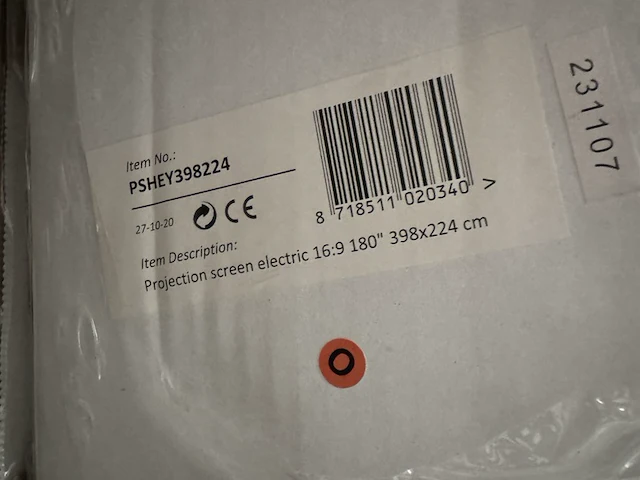 Item No.:
PSHEY398224
27-10-20
CE
8 718511 020340 >
Item Description:
Projection screen electric 16:9 180" 398x224 cm
231107
O